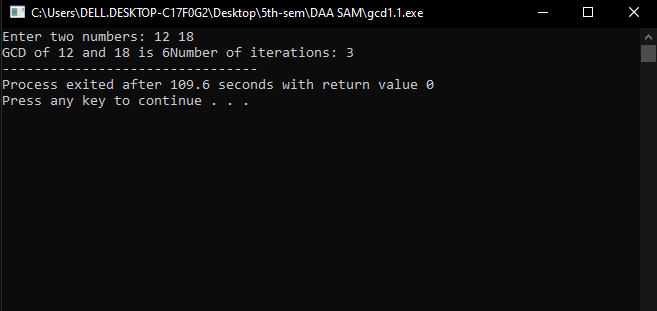 C:\Users\DELL.DESKTOP-C17F0G2\Desktop\5th-sem\DAA SAM\gcd1.1.exe
Enter two numbers: 12 18
GCD of 12 and 18 is 6Number of iterations: 3
--------------------------------
Process exited after 109.6 seconds with return value 0
Press any key to continue . . .